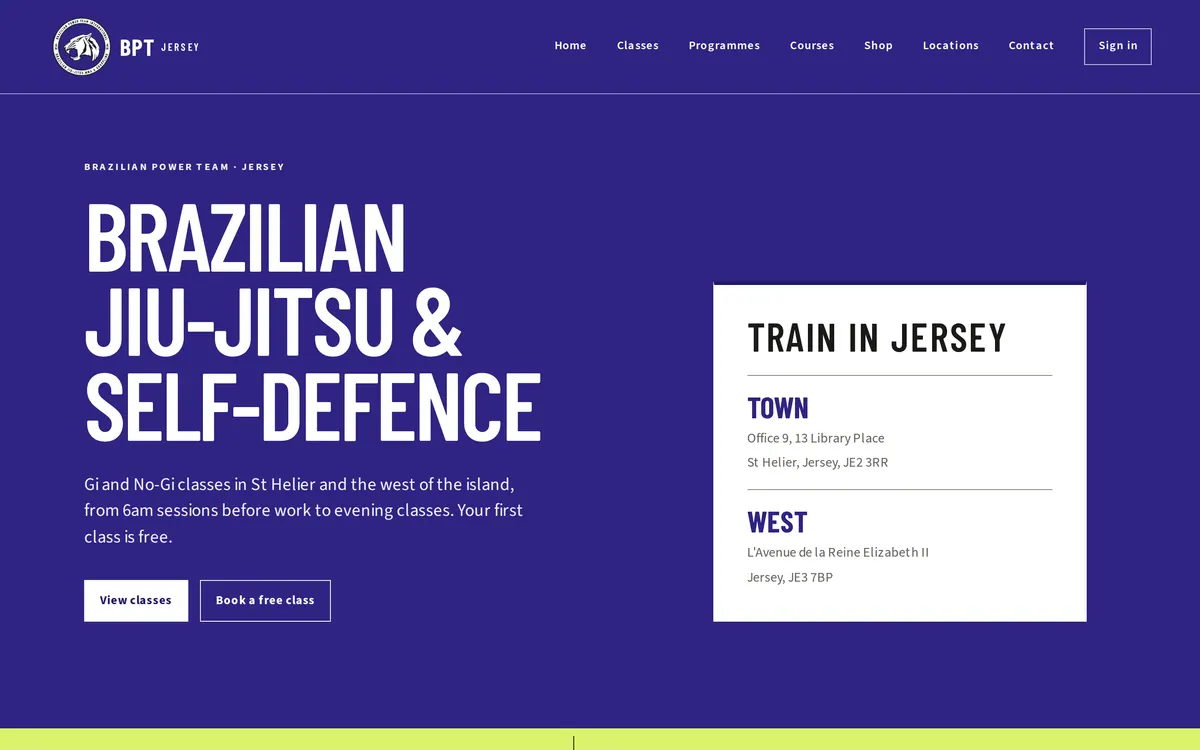 BPT JERSEY
Home
Classes
Programmes
Courses
Shop
Locations
Contact
Sign in
BRAZILIAN POWER TEAM · JERSEY
BRAZILIAN
JIU-JITSU &
SELF-DEFENCE
Gi and No-Gi classes in St Helier and the west of the island,
from 6am sessions before work to evening classes. Your first
class is free.
View classes
Book a free class
TRAIN IN JERSEY
TOWN
Office 9, 13 Library Place
St Helier, Jersey, JE2 3RR
WEST
L'Avenue de la Reine Elizabeth II
Jersey, JE3 7BP